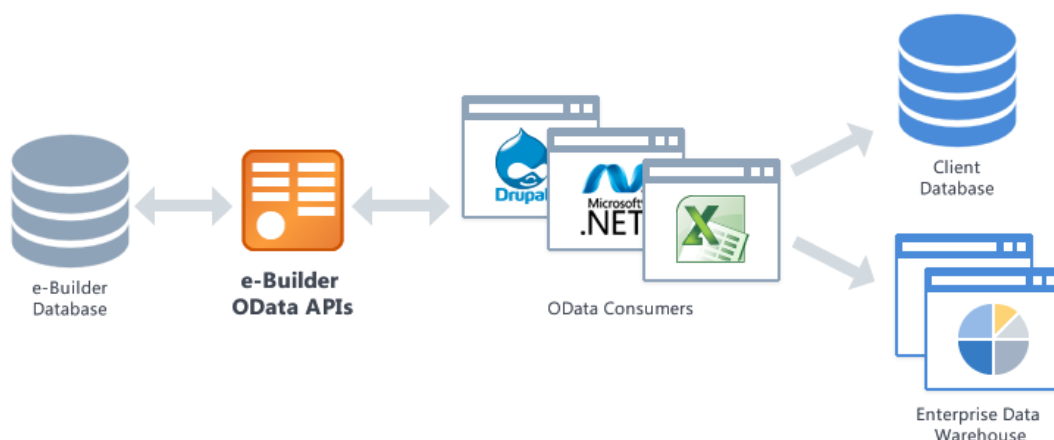 e-Builder
Database
e-Builder
OData APIs
Drupal
Microsoft
.NET
X
OData Consumers
Client
Database
Enterprise Data
Warehouse